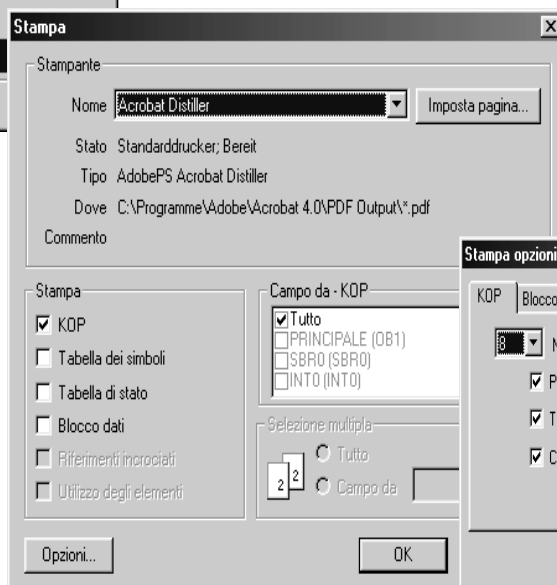 Stampa
Stampante
Nome Acrobat Distiller Imposta pagina...
Stato Standarddrucker; Bereit
Tipo AdobePS Acrobat Distiller
Dove C:\Programme\Adobe\Acrobat 4.0\PDF Output\*.pdf
Commento
Stampa
KOP
Tabella dei simboli
Tabella di stato
Blocco dati
Riferimenti incrociati
Utilizzo degli elementi
Campo da - KOP
Tutto
PRINCIPALE (OB1)
SBR0 (SBR0)
INT0 (INT0)
Selezione multipla
2 2
Tutto
Campo da
Opzioni...
OK
Stampa opzioni
KOP Blocco
8 N
P
T
C